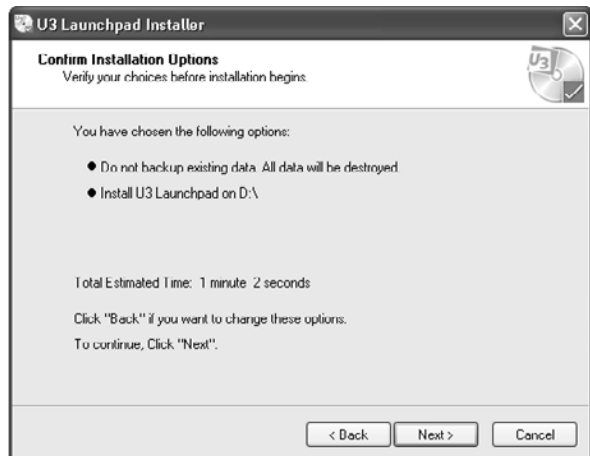 U3 Launchpad Installer
Confirm Installation Options
Verify your choices before installation begins.
U3
You have chosen the following options:
● Do not backup existing data. All data will be destroyed.
● Install U3 Launchpad on D:\
Total Estimated Time: 1 minute 2 seconds
Click "Back" if you want to change these options.
To continue, Click "Next".
< Back
Next >
Cancel